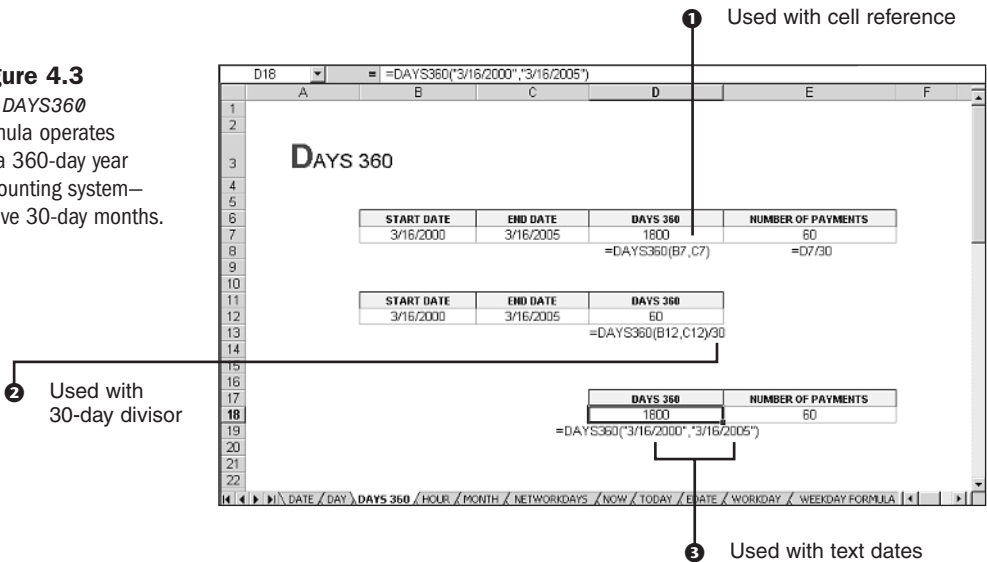 ❶ Used with cell reference
gure 4.3
DAYS360
nula operates
a 360-day year
ounting system—
ve 30-day months.
D18 = =DAYS360("3/16/2000","3/16/2005")
A B C D E F
1
2
3 DAYS 360
4
5
6 START DATE END DATE DAYS 360 NUMBER OF PAYMENTS
7 3/16/2000 3/16/2005 1800 60
8 =DAYS360(B7,C7) =D7/30
9
10
11 START DATE END DATE DAYS 360
12 3/16/2000 3/16/2005 60
13 =DAYS360(B12,C12)/30
14
15
❷ Used with
30-day divisor
16
17 DAYS 360 NUMBER OF PAYMENTS
18 1800 60
19 =DAYS360("3/16/2000","3/16/2005")
20
21
22
DATE / DAY \ DAYS 360 / HOUR / MONTH / NETWORKDAYS / NOW / TODAY / EDATE / WORKDAY / WEEKDAY FORMULA
❸ Used with text dates